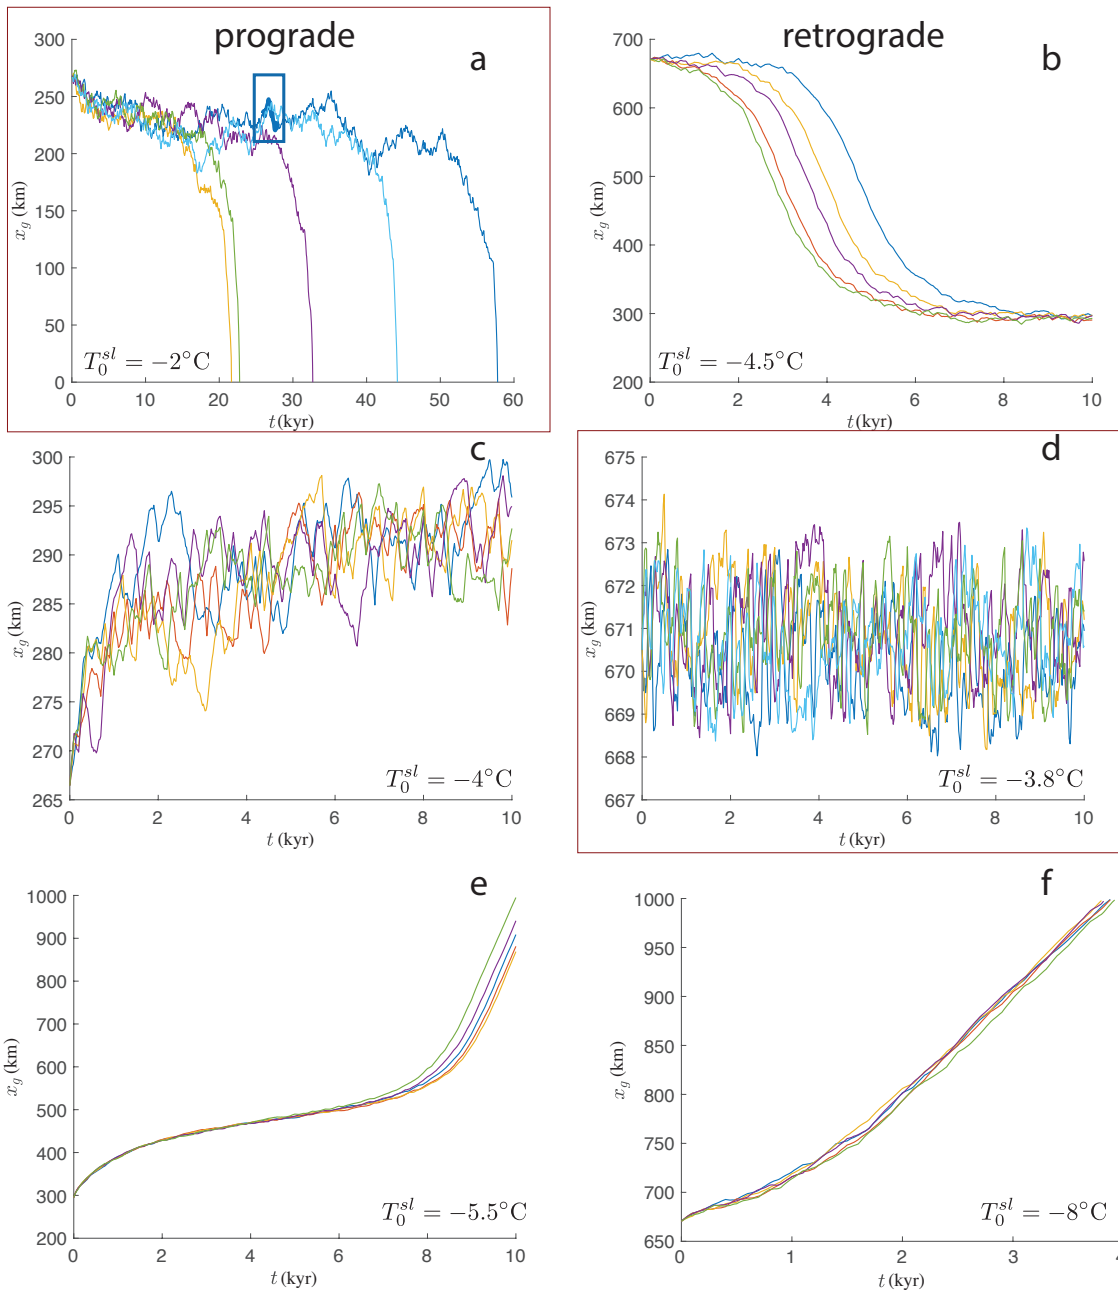 prograde
retrograde
a
300
250
200
150
100
50
0
x_g (km)
T_0^{sl} = −2°C
0 10 20 30 40 50 60
t (kyr)
b
700
600
500
400
300
200
x_g (km)
T_0^{sl} = −4.5°C
0 2 4 6 8 10
t (kyr)
c
300
295
290
285
280
275
270
265
x_g (km)
T_0^{sl} = −4°C
0 2 4 6 8 10
t (kyr)
d
675
674
673
672
671
670
669
668
667
x_g (km)
T_0^{sl} = −3.8°C
0 2 4 6 8 10
t (kyr)
e
1000
900
800
700
600
500
400
300
200
x_g (km)
T_0^{sl} = −5.5°C
0 2 4 6 8 10
t (kyr)
f
1000
950
900
850
800
750
700
650
x_g (km)
T_0^{sl} = −8°C
0 1 2 3 4
t (kyr)